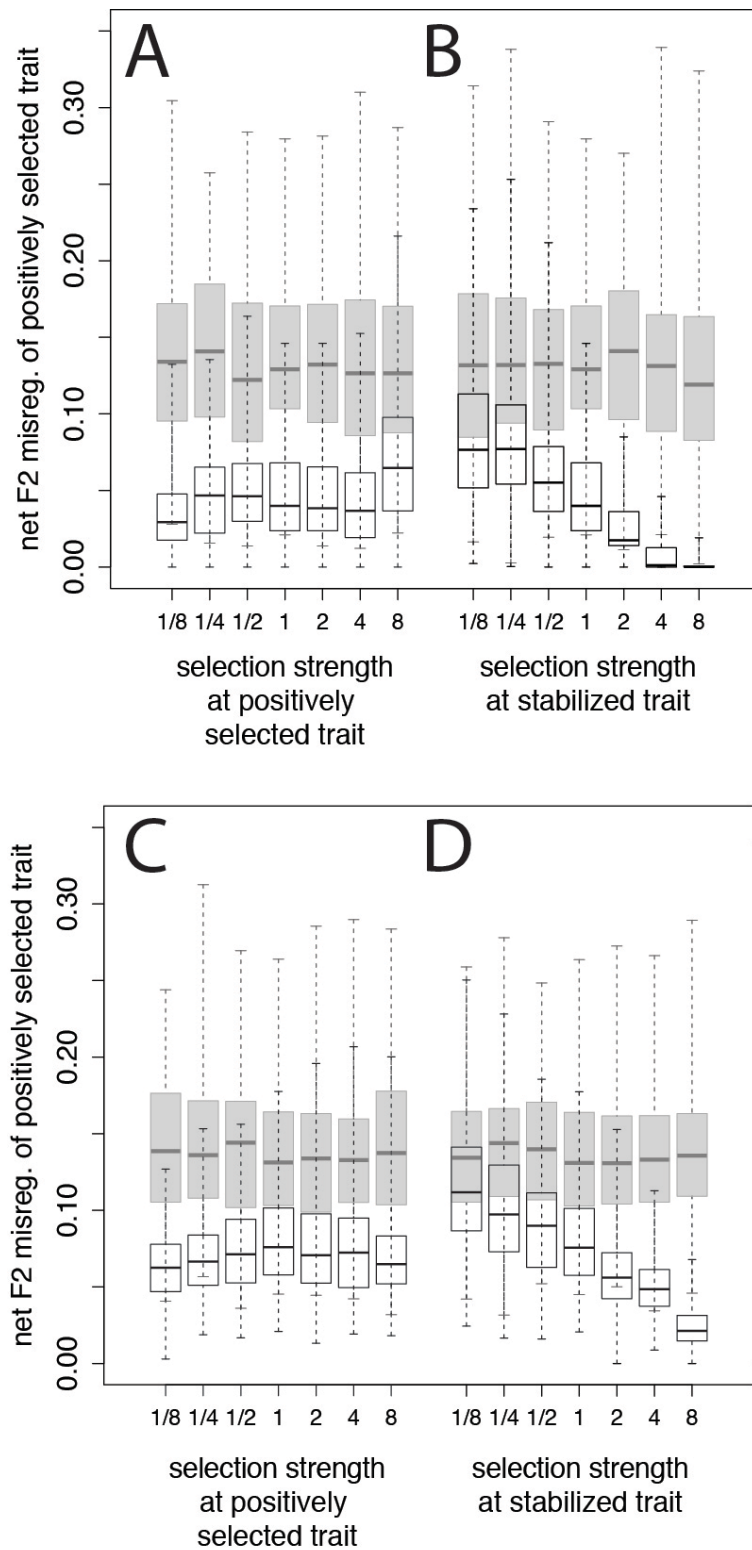 A
B
net F2 misreg. of positively selected trait
0.30
0.20
0.10
0.00
1/8 1/4 1/2 1 2 4 8
1/8 1/4 1/2 1 2 4 8
selection strength
at positively
selected trait
selection strength
at stabilized trait
C
D
net F2 misreg. of positively selected trait
0.30
0.20
0.10
0.00
1/8 1/4 1/2 1 2 4 8
1/8 1/4 1/2 1 2 4 8
selection strength
at positively
selected trait
selection strength
at stabilized trait